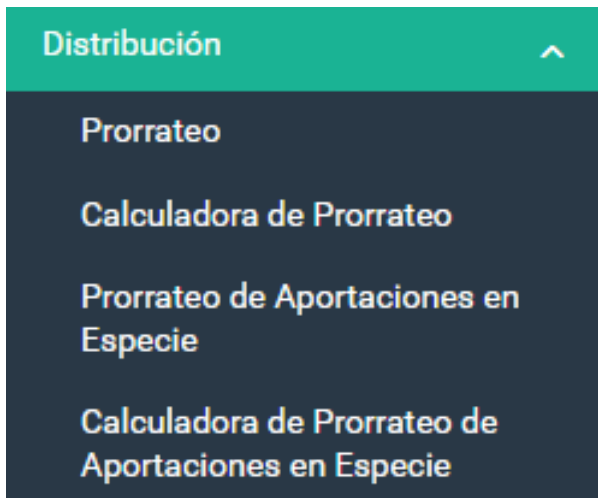 Distribución
Prorrateo
Calculadora de Prorrateo
Prorrateo de Aportaciones en
Especie
Calculadora de Prorrateo de
Aportaciones en Especie